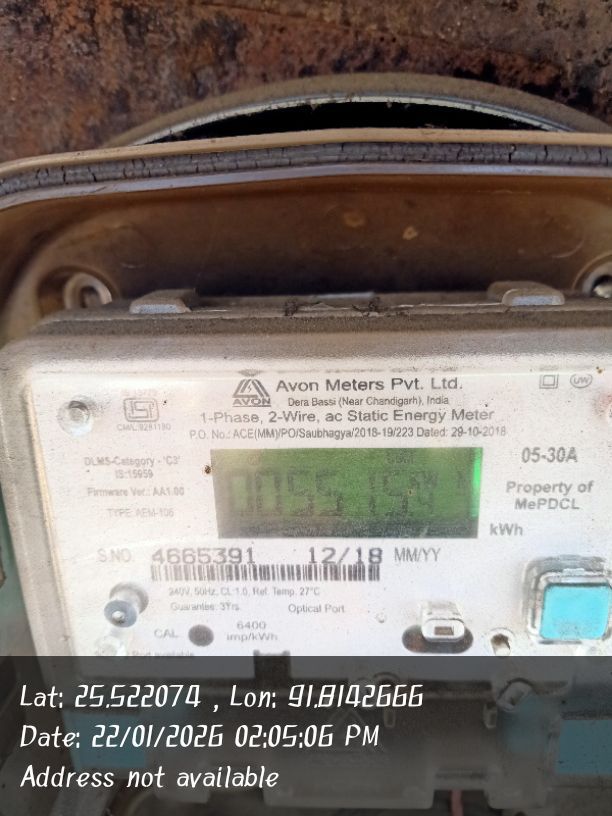 Avon Meters Pvt. Ltd.
AVON
Dera Bassi (Near Chandigarh), India
1-Phase, 2-Wire, ac Static Energy Meter
P.O. No.: ACE(MM)/PO/Saubhagya/2018-19/223 Dated: 29-10-2018
DLMS-Category - 'C3'
IS:15959
Firmware Ver.: AA1.00
TYPE: AEM-106
05-30A
Property of
MePDCL
kWh
S.NO. 4665391 12/18 MM/YY
240V, 50Hz, CL 1.0, Ref. Temp. 27°C
Guarantee: 3Yrs. Optical Port
CAL 6400
imp/kWh
Lat: 25.522074 , Lon: 91.8142666
Date: 22/01/2026 02:05:06 PM
Address not available